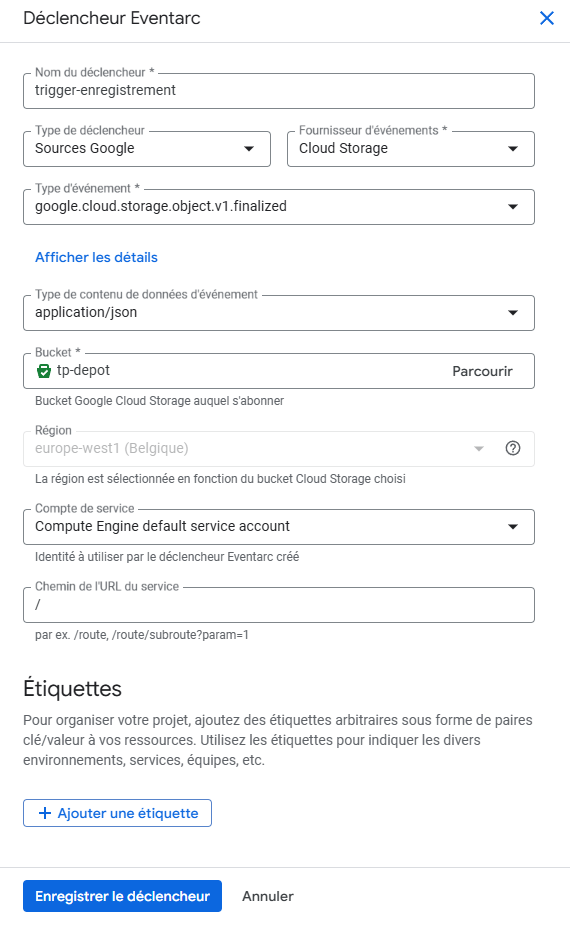 Déclencheur Eventarc
Nom du déclencheur *
trigger-enregistrement
Type de déclencheur
Sources Google
Fournisseur d'événements *
Cloud Storage
Type d'événement *
google.cloud.storage.object.v1.finalized
Afficher les détails
Type de contenu de données d'événement
application/json
Bucket *
tp-depot
Parcourir
Bucket Google Cloud Storage auquel s'abonner
Région
europe-west1 (Belgique)
La région est sélectionnée en fonction du bucket Cloud Storage choisi
Compte de service
Compute Engine default service account
Identité à utiliser par le déclencheur Eventarc créé
Chemin de l'URL du service
/
par ex. /route, /route/subroute?param=1
Étiquettes
Pour organiser votre projet, ajoutez des étiquettes arbitraires sous forme de paires
clé/valeur à vos ressources. Utilisez les étiquettes pour indiquer les divers
environnements, services, équipes, etc.
+ Ajouter une étiquette
Enregistrer le déclencheur
Annuler